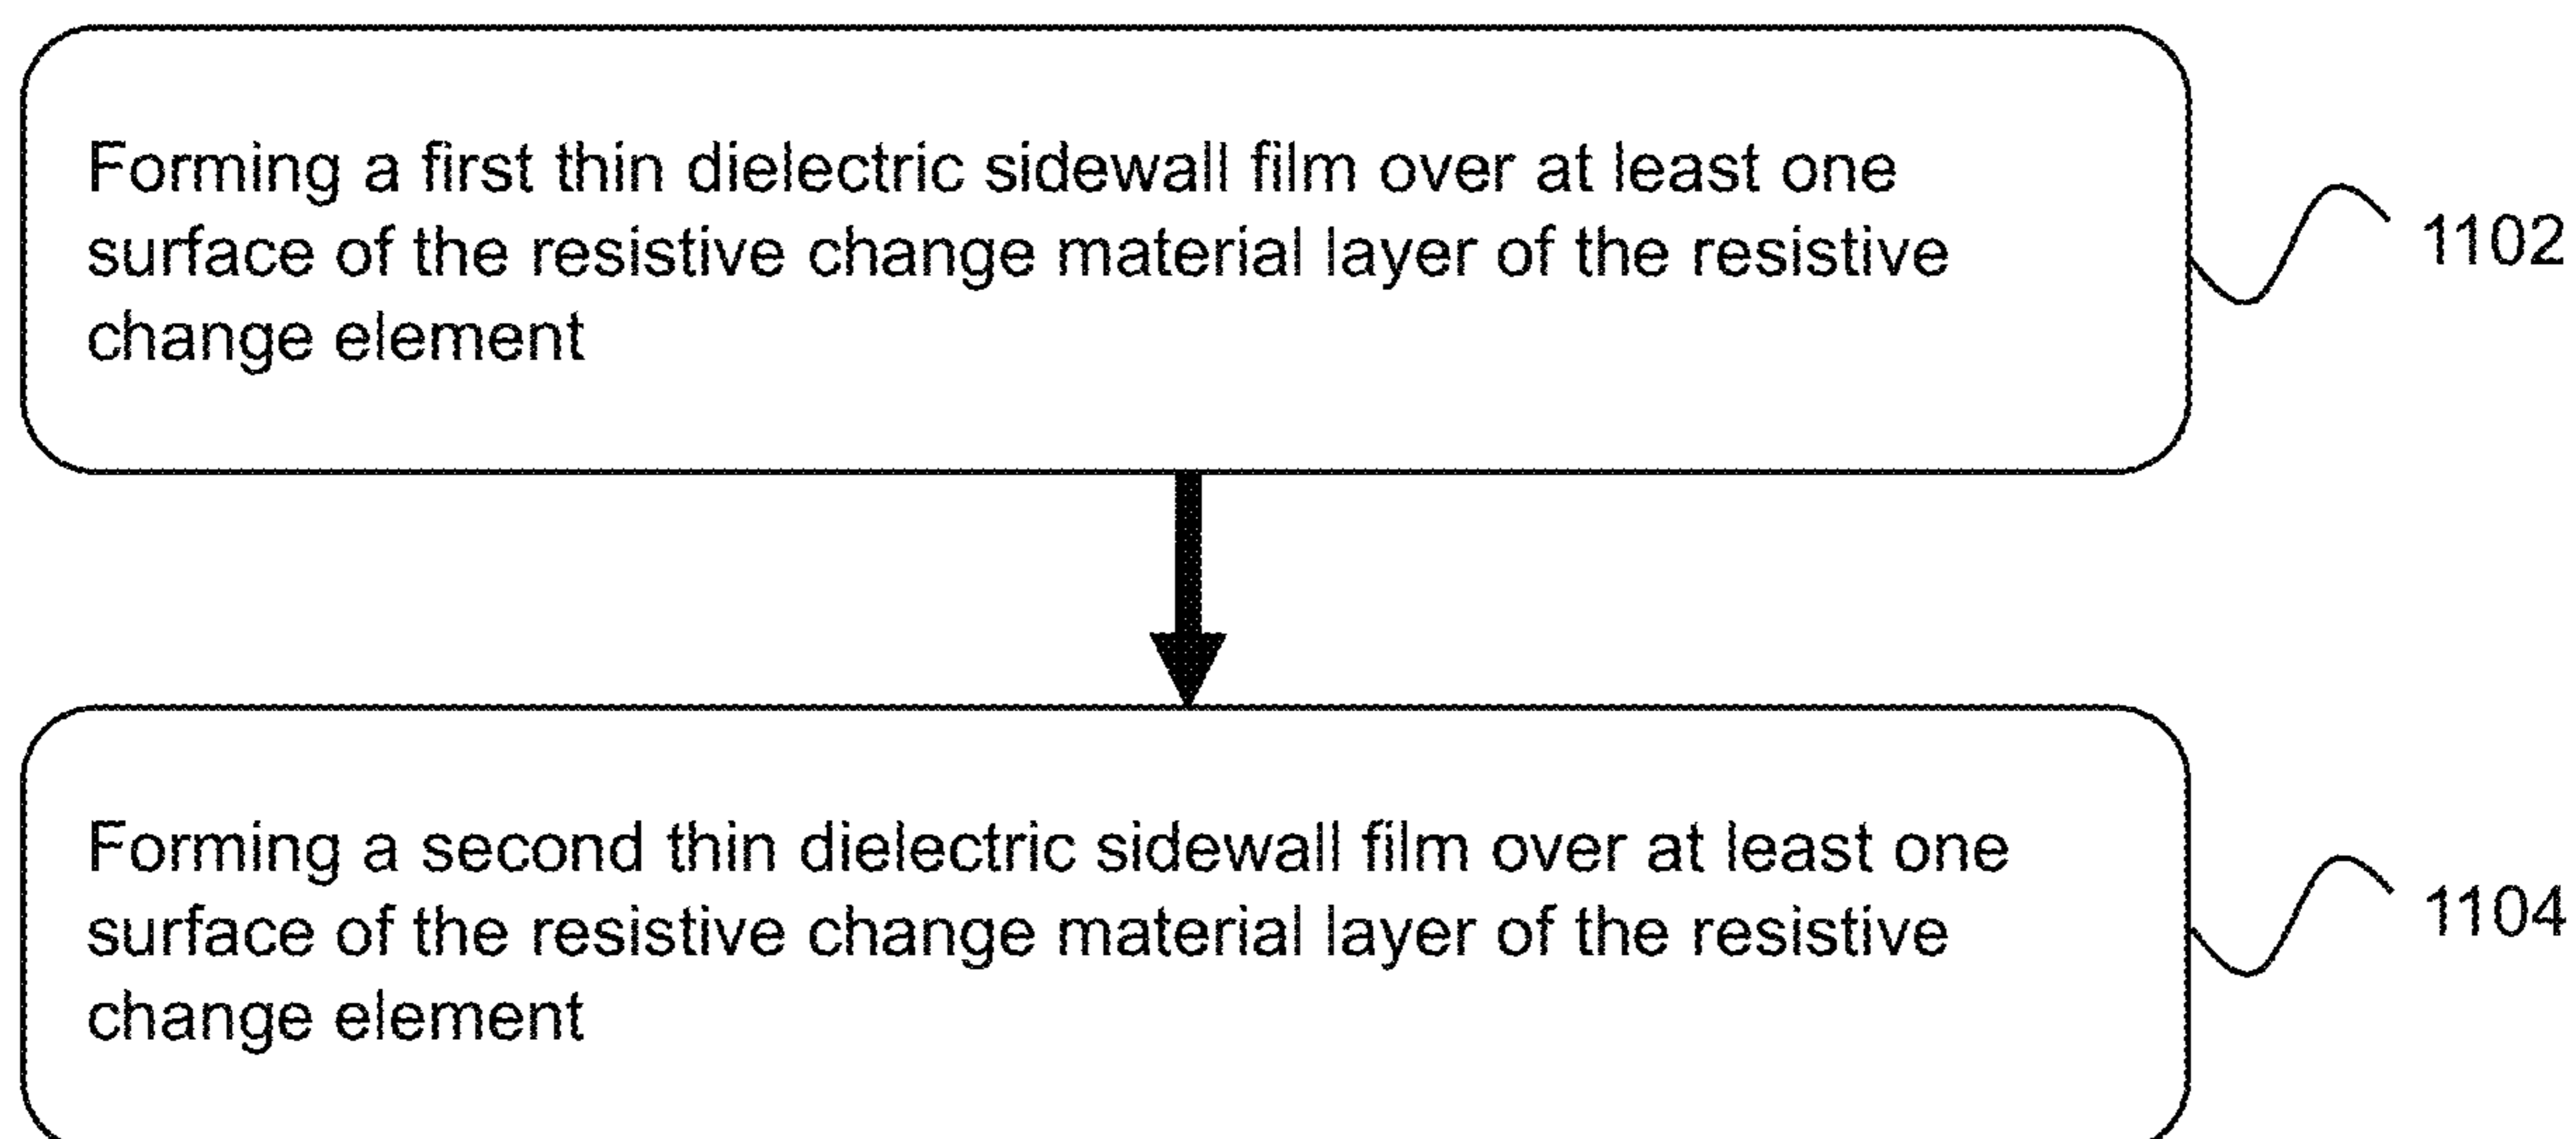 Forming a first thin dielectric sidewall film over at least one
surface of the resistive change material layer of the resistive
change element
1102
Forming a second thin dielectric sidewall film over at least one
surface of the resistive change material layer of the resistive
change element
1104